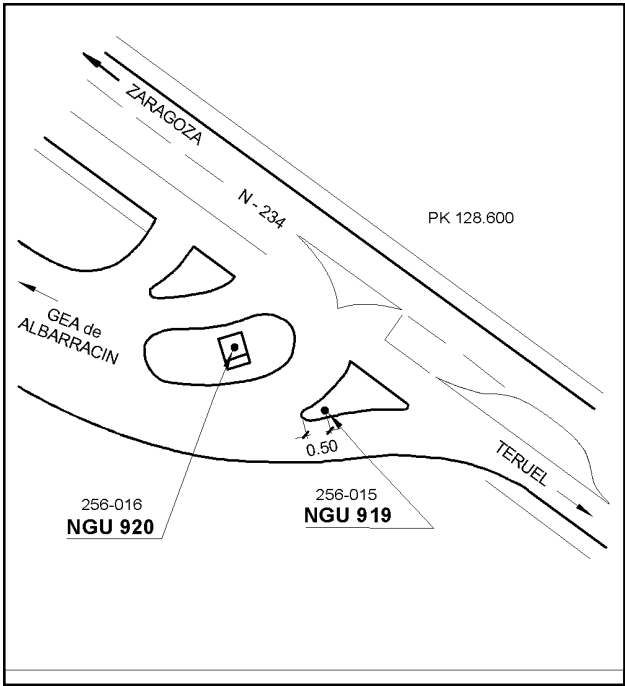 ZARAGOZA
N - 234
PK 128.600
GEA de
ALBARRACIN
0.50
TERUEL
256-016
NGU 920
256-015
NGU 919